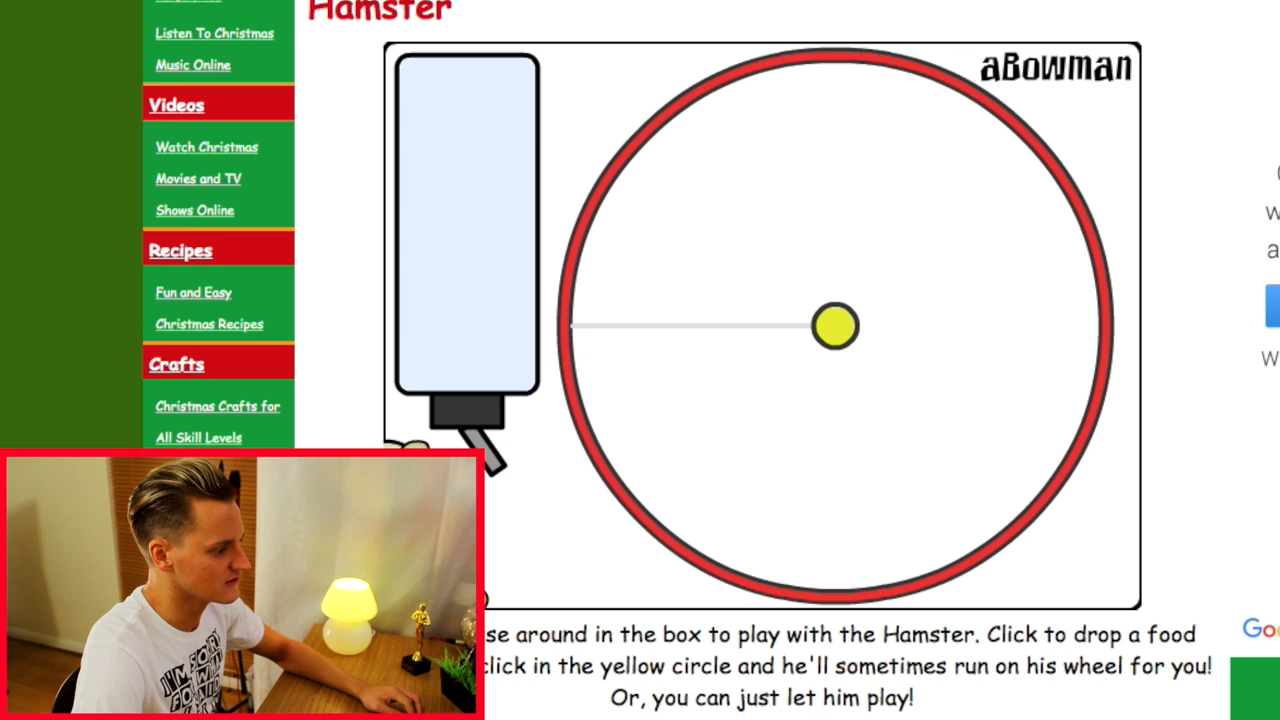 Hamster
Listen To Christmas
Music Online
Videos
Watch Christmas
Movies and TV
Shows Online
Recipes
Fun and Easy
Christmas Recipes
Crafts
Christmas Crafts for
All Skill Levels
aBowman
se around in the box to play with the Hamster. Click to drop a food
click in the yellow circle and he'll sometimes run on his wheel for you!
Or, you can just let him play!
I'M SORRY
FOR